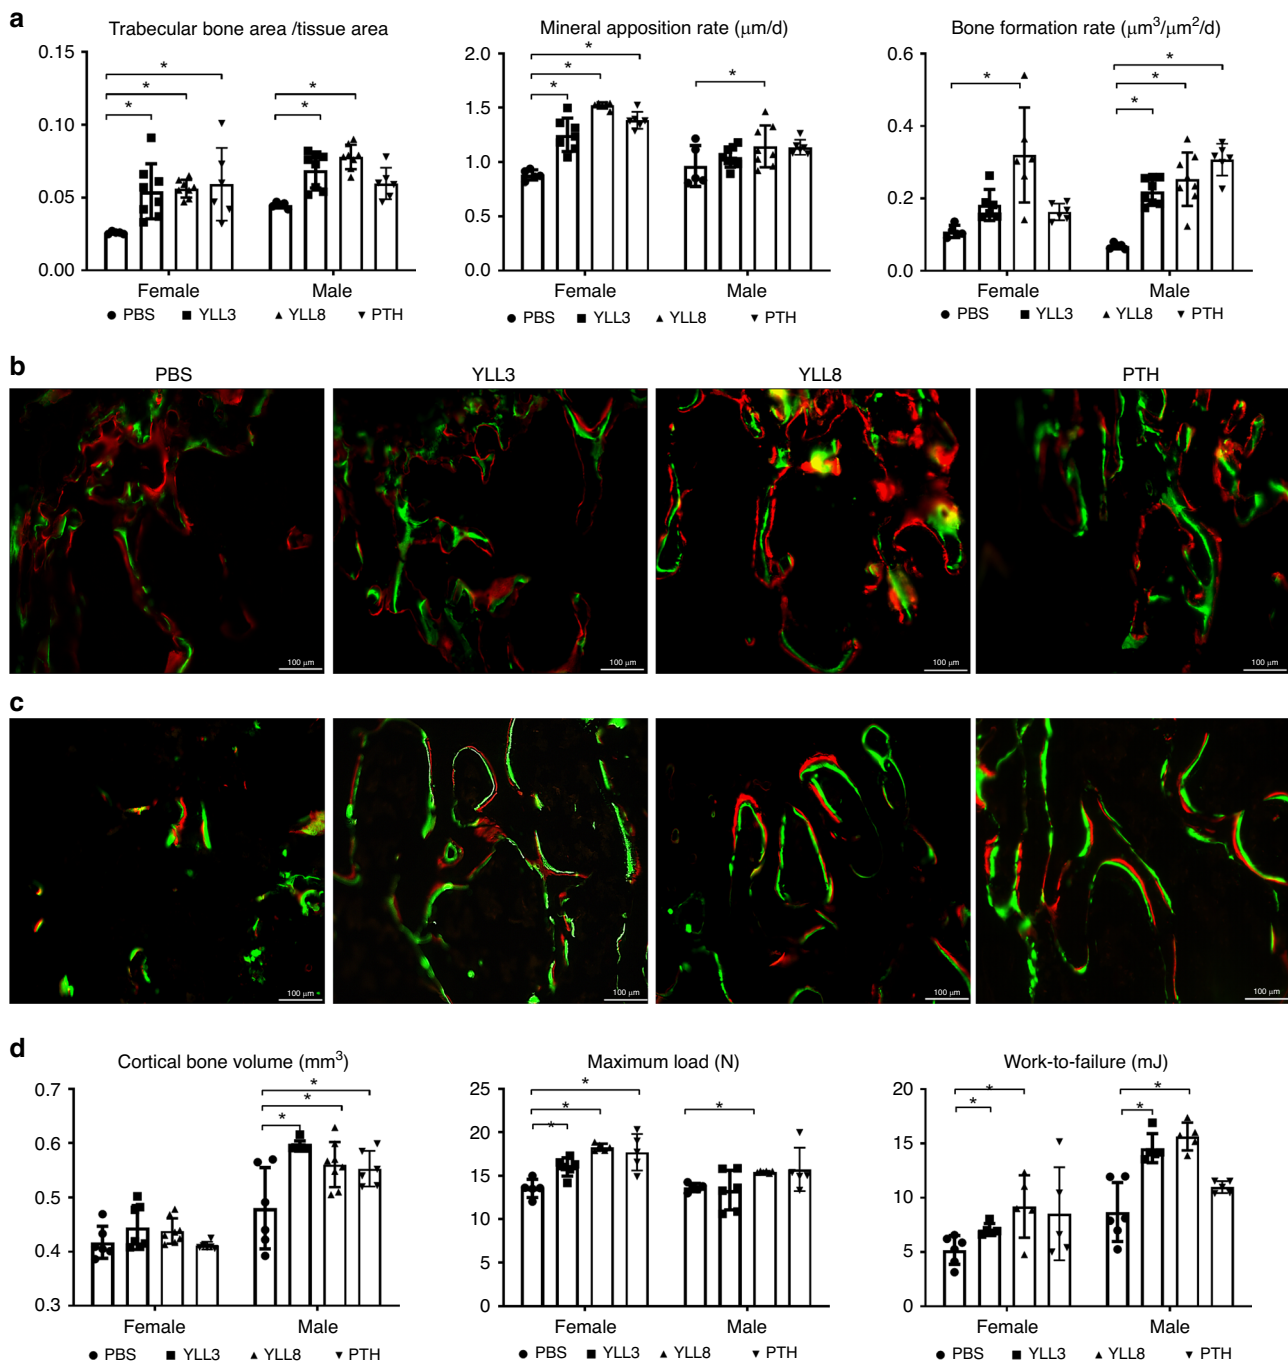 a
Trabecular bone area /tissue area
0.15
0.10
0.05
0.00
* * * * *
Female Male
● PBS ■ YLL3 ▲ YLL8 ▼ PTH
Mineral apposition rate (μm/d)
2.0
1.5
1.0
0.5
0.0
* * * *
Female Male
● PBS ■ YLL3 ▲ YLL8 ▼ PTH
Bone formation rate (μm³/μm²/d)
0.6
0.4
0.2
0.0
* * * *
Female Male
● PBS ■ YLL3 ▲ YLL8 ▼ PTH
b
PBS YLL3 YLL8 PTH
100 μm 100 μm 100 μm 100 μm
c
100 μm 100 μm 100 μm 100 μm
d
Cortical bone volume (mm³)
0.7
0.6
0.5
0.4
0.3
* * *
Female Male
● PBS ■ YLL3 ▲ YLL8 ▼ PTH
Maximum load (N)
25
20
15
10
5
0
* * * *
Female Male
● PBS ■ YLL3 ▲ YLL8 ▼ PTH
Work-to-failure (mJ)
20
15
10
5
0
* * * *
Female Male
● PBS ■ YLL3 ▲ YLL8 ▼ PTH